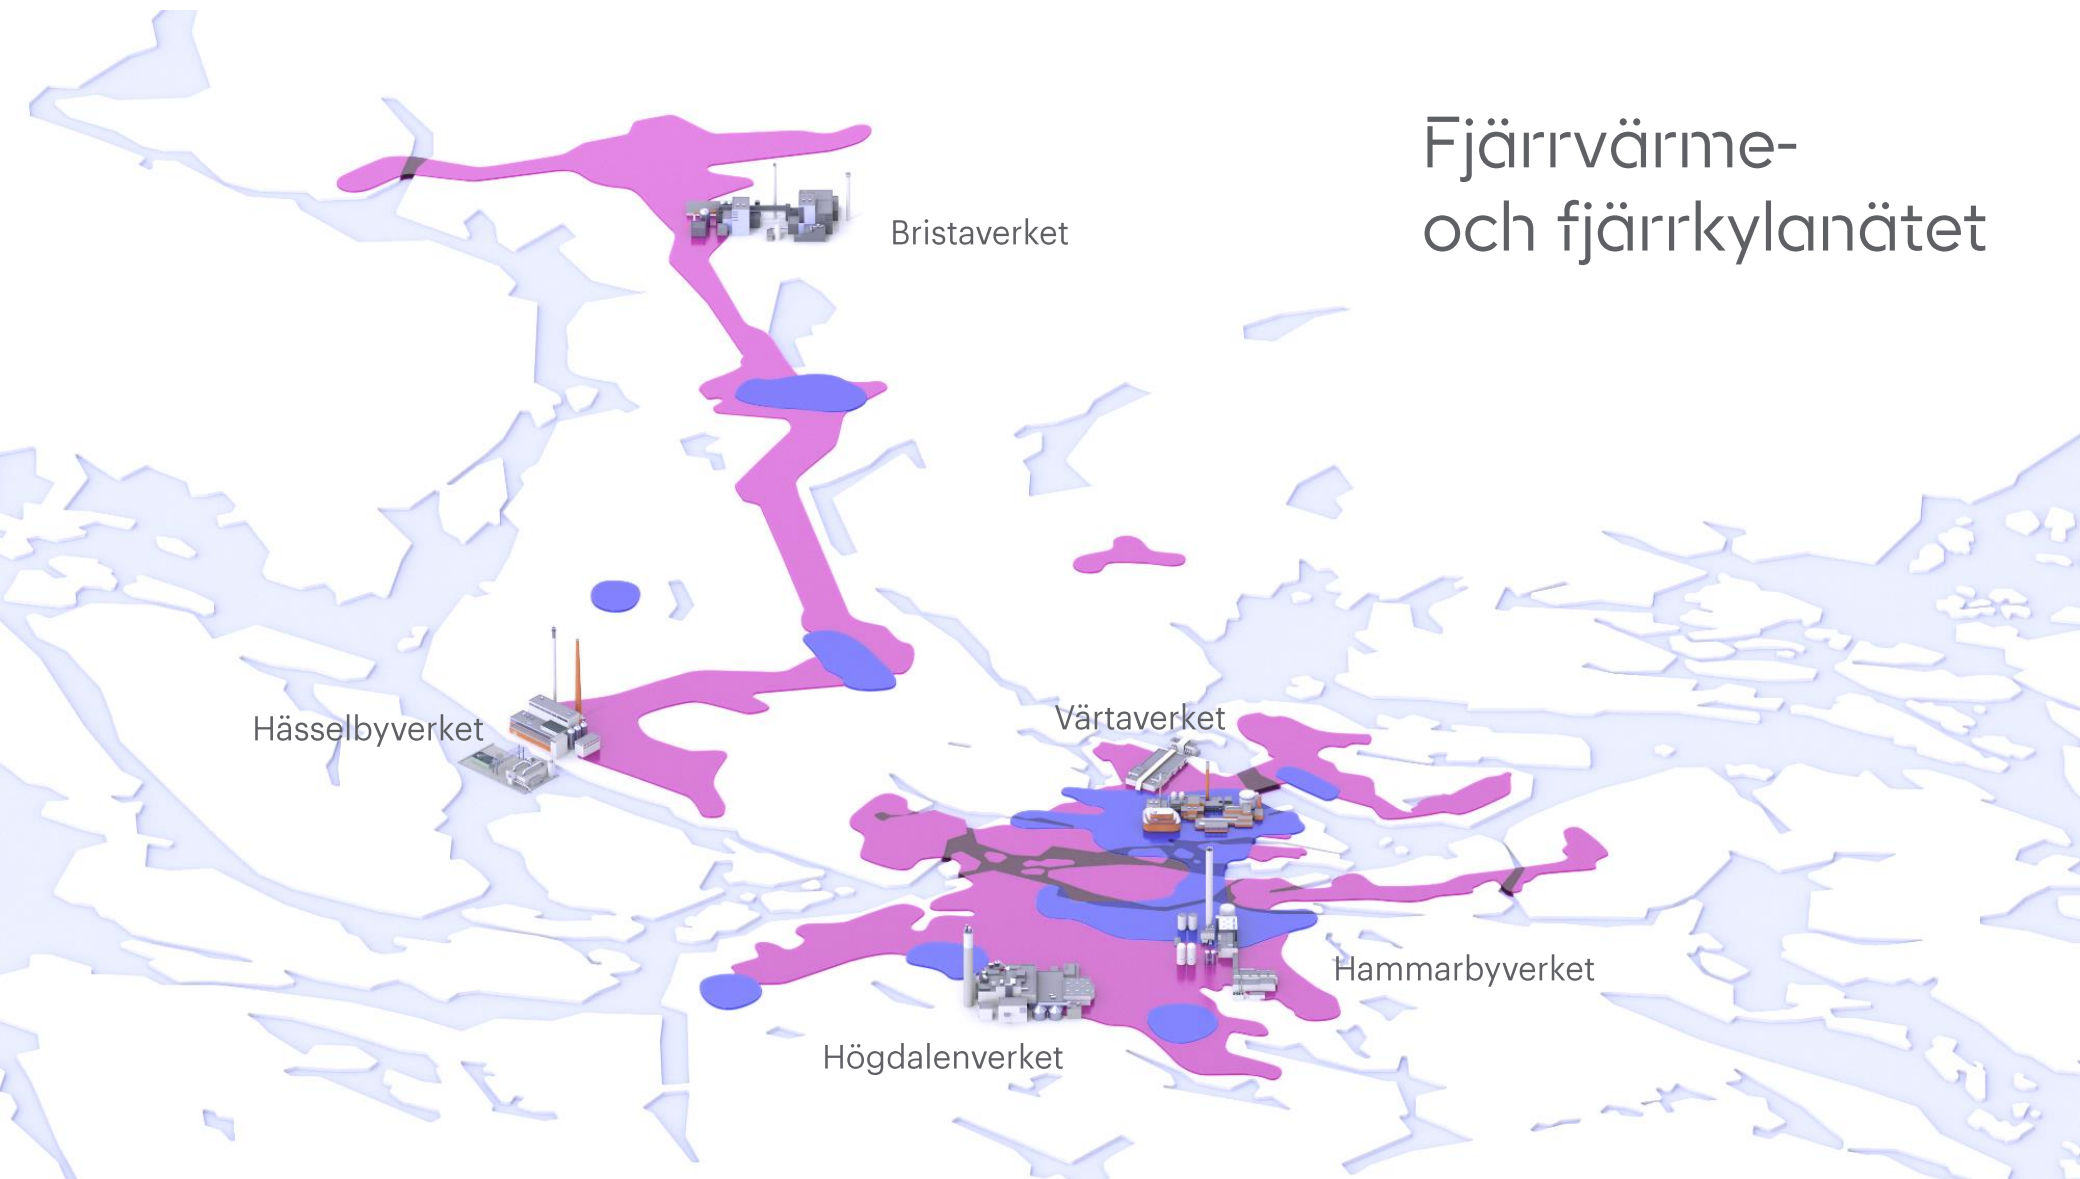 Fjärrvärme-
och fjärrkylanätet
Bristaverket
Värtaverket
Hässelbyverket
Hammarbyverket
Högdalenverket